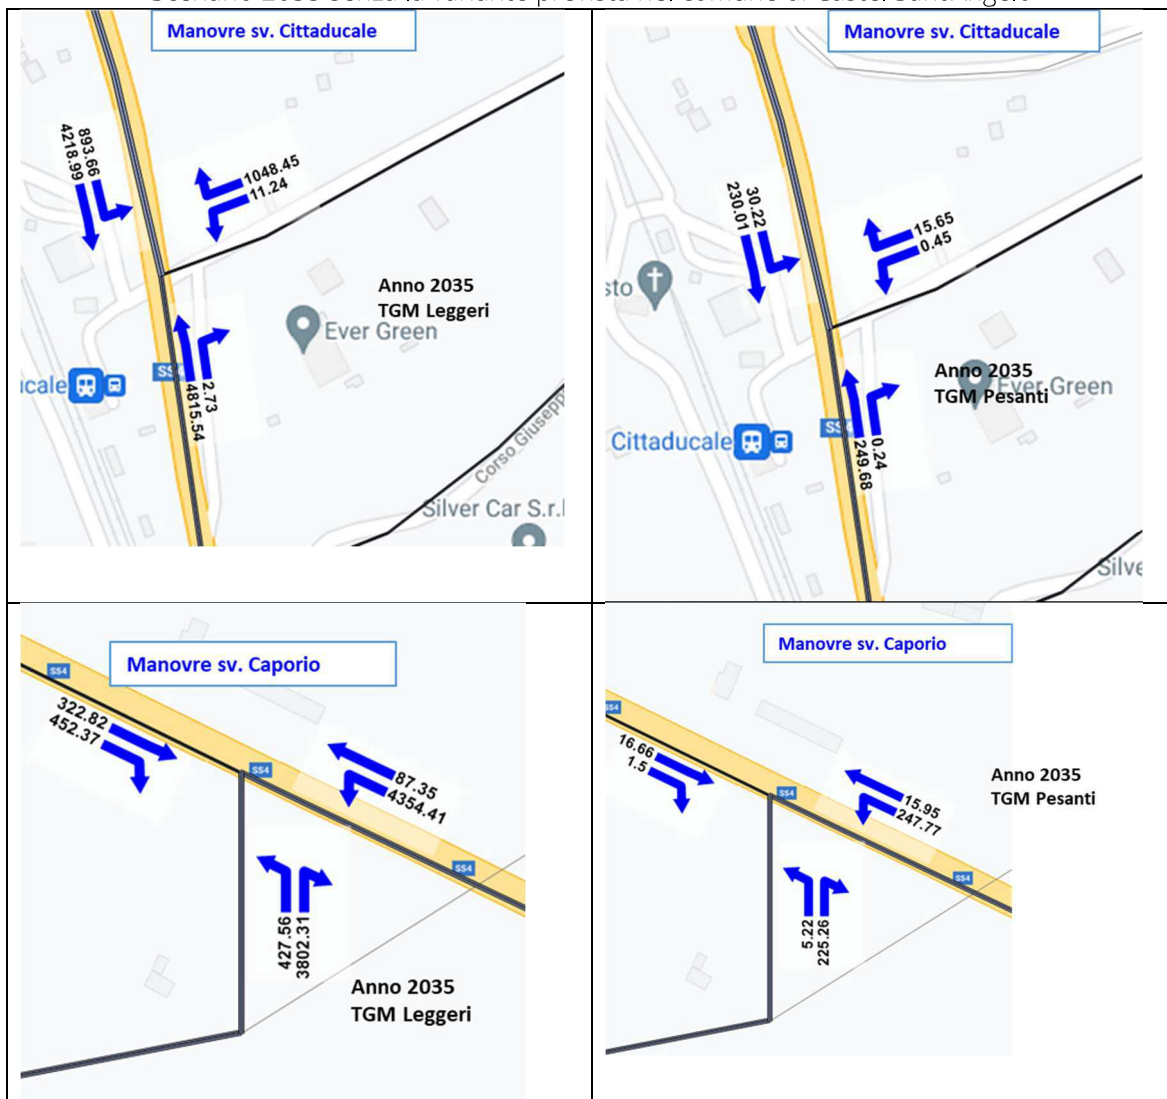 Manovre sv. Cittaducale
893.66
4218.99
1048.45
11.24
Anno 2035
TGM Leggeri
Ever Green
SS
2.73
4815.54
Corso Giusepp
Silver Car S.r.l
Manovre sv. Cittaducale
30.22
230.01
15.65
0.45
sto
Anno 2035
TGM Pesanti
Ever Green
Cittaducale
SS
0.24
249.68
Silve
Manovre sv. Caporio
SS4
322.82
452.37
SS4
87.35
4354.41
SS4
427.56
3802.31
Anno 2035
TGM Leggeri
Manovre sv. Caporio
SS4
16.66
1.5
SS4
15.95
247.77
Anno 2035
TGM Pesanti
SS4
5.22
225.26